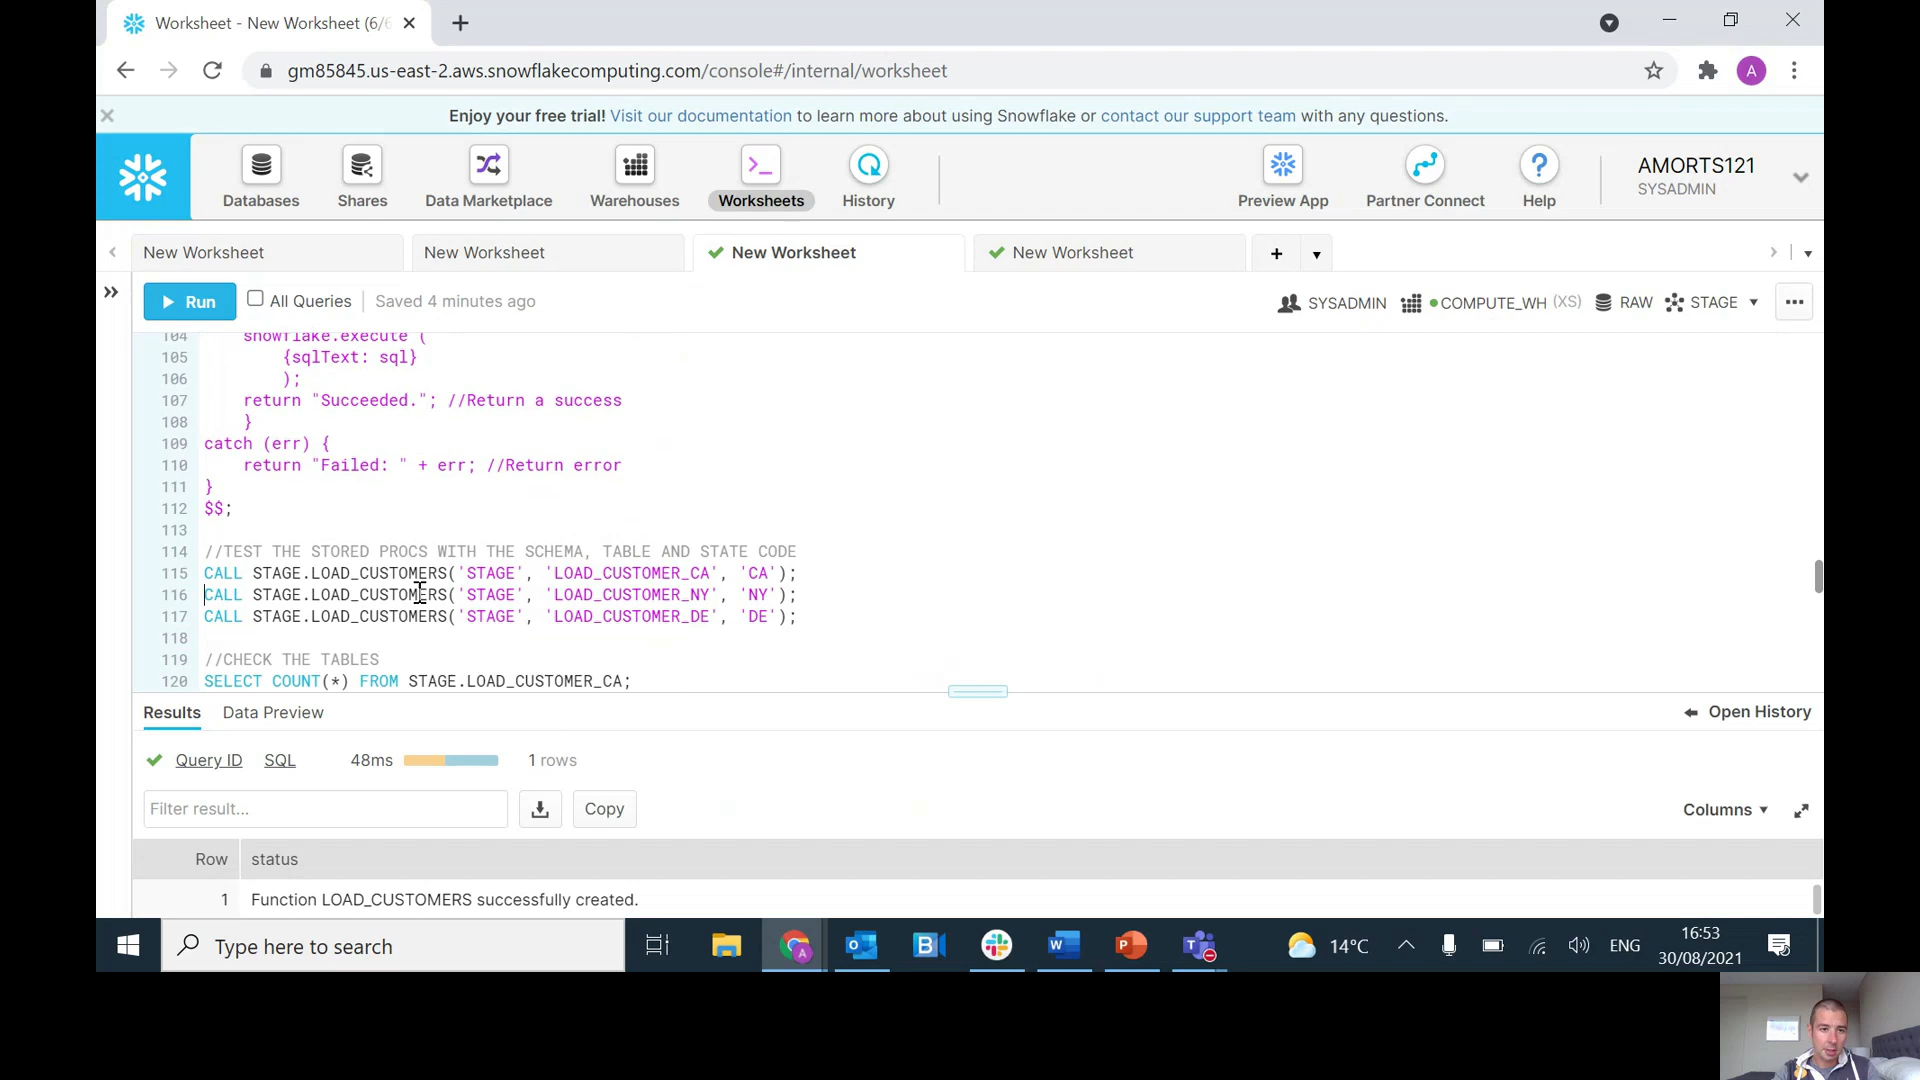 Worksheet - New Worksheet (6/6
gm85845.us-east-2.aws.snowflakecomputing.com/console#/internal/worksheet
A
Enjoy your free trial! Visit our documentation to learn more about using Snowflake or contact our support team with any questions.
Databases
Shares
Data Marketplace
Warehouses
Worksheets
History
Preview App
Partner Connect
Help
AMORTS121
SYSADMIN
New Worksheet
New Worksheet
New Worksheet
New Worksheet
Run
All Queries
Saved 4 minutes ago
SYSADMIN
COMPUTE_WH (XS)
RAW
STAGE
104 snowflake.execute (
105 {sqlText: sql}
106 );
107 return "Succeeded."; //Return a success
108 }
109 catch (err) {
110 return "Failed: " + err; //Return error
111 }
112 $$;
113
114 //TEST THE STORED PROCS WITH THE SCHEMA, TABLE AND STATE CODE
115 CALL STAGE.LOAD_CUSTOMERS('STAGE', 'LOAD_CUSTOMER_CA', 'CA');
116 CALL STAGE.LOAD_CUSTOMERS('STAGE', 'LOAD_CUSTOMER_NY', 'NY');
117 CALL STAGE.LOAD_CUSTOMERS('STAGE', 'LOAD_CUSTOMER_DE', 'DE');
118
119 //CHECK THE TABLES
120 SELECT COUNT(*) FROM STAGE.LOAD_CUSTOMER_CA;
Results
Data Preview
Open History
Query ID
SQL
48ms
1 rows
Filter result...
Copy
Columns
Row status
1 Function LOAD_CUSTOMERS successfully created.
Type here to search
14°C
ENG
16:53
30/08/2021